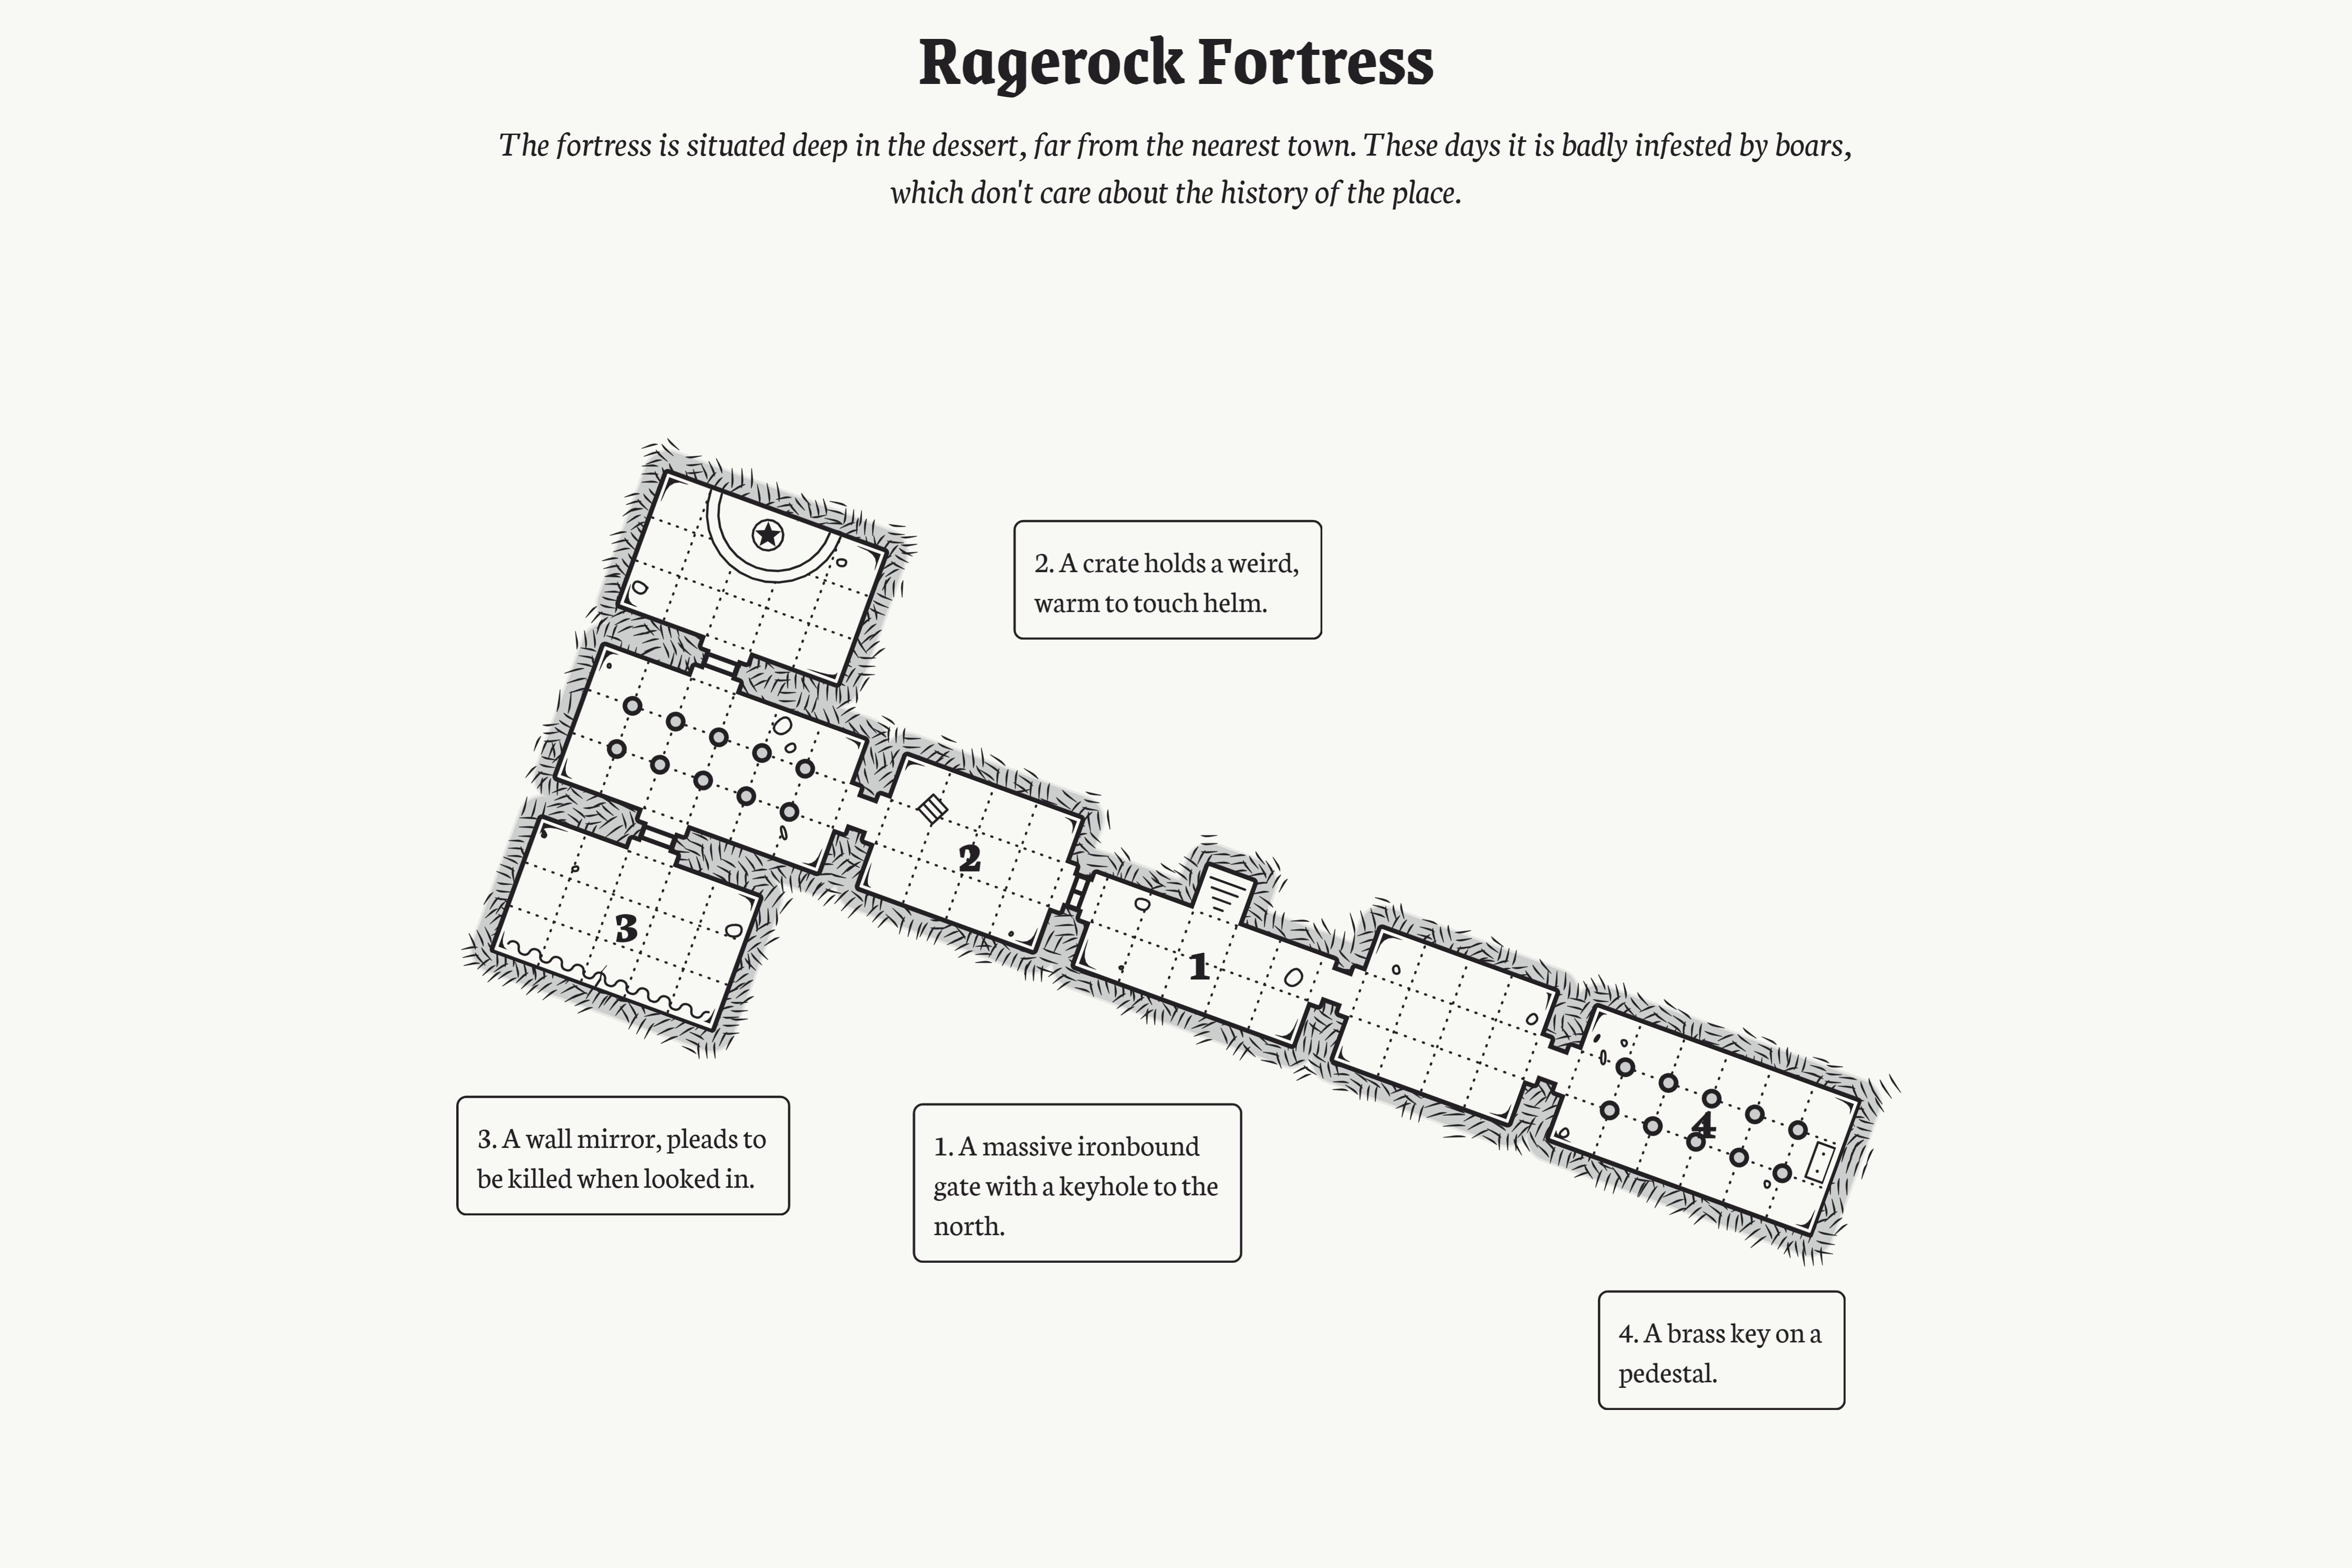 Ragerock Fortress
The fortress is situated deep in the dessert, far from the nearest town. These days it is badly infested by boars,
which don't care about the history of the place.
2. A crate holds a weird,
warm to touch helm.
2
3
1
4
3. A wall mirror, pleads to
be killed when looked in.
1. A massive ironbound
gate with a keyhole to the
north.
4. A brass key on a
pedestal.